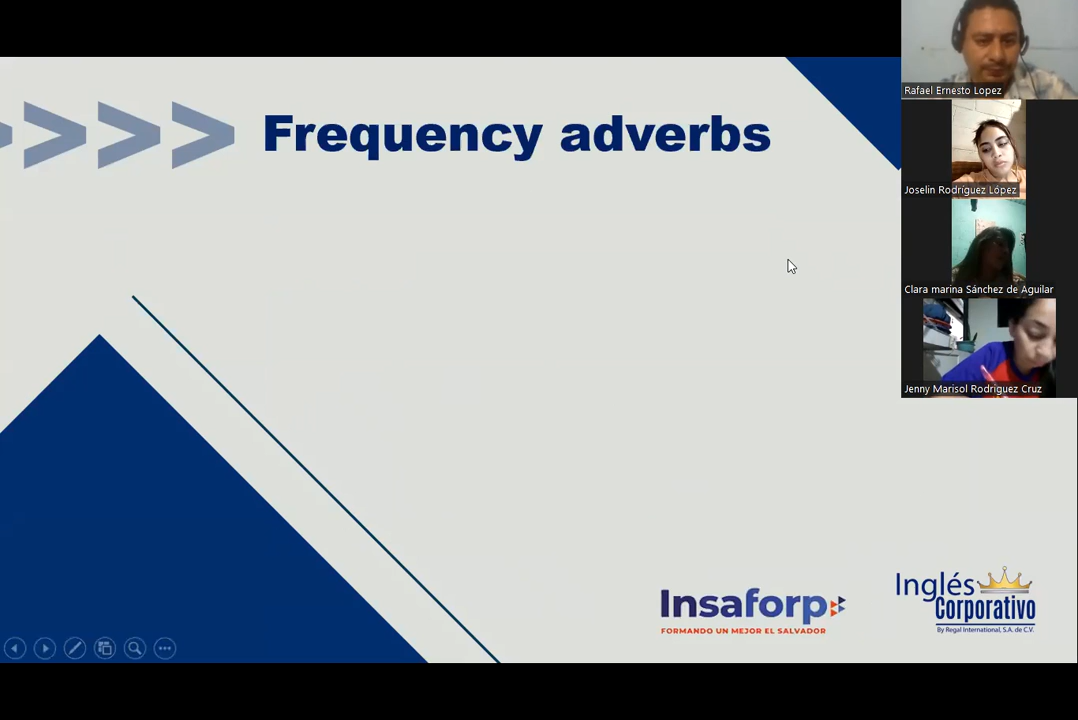 Frequency adverbs
Rafael Ernesto Lopez
Joselin Rodríguez López
Clara marina Sánchez de Aguilar
Jenny Marisol Rodriguez Cruz
Insaforp
FORMANDO UN MEJOR EL SALVADOR
Inglés
Corporativo
By Regal International, S.A. de C.V.